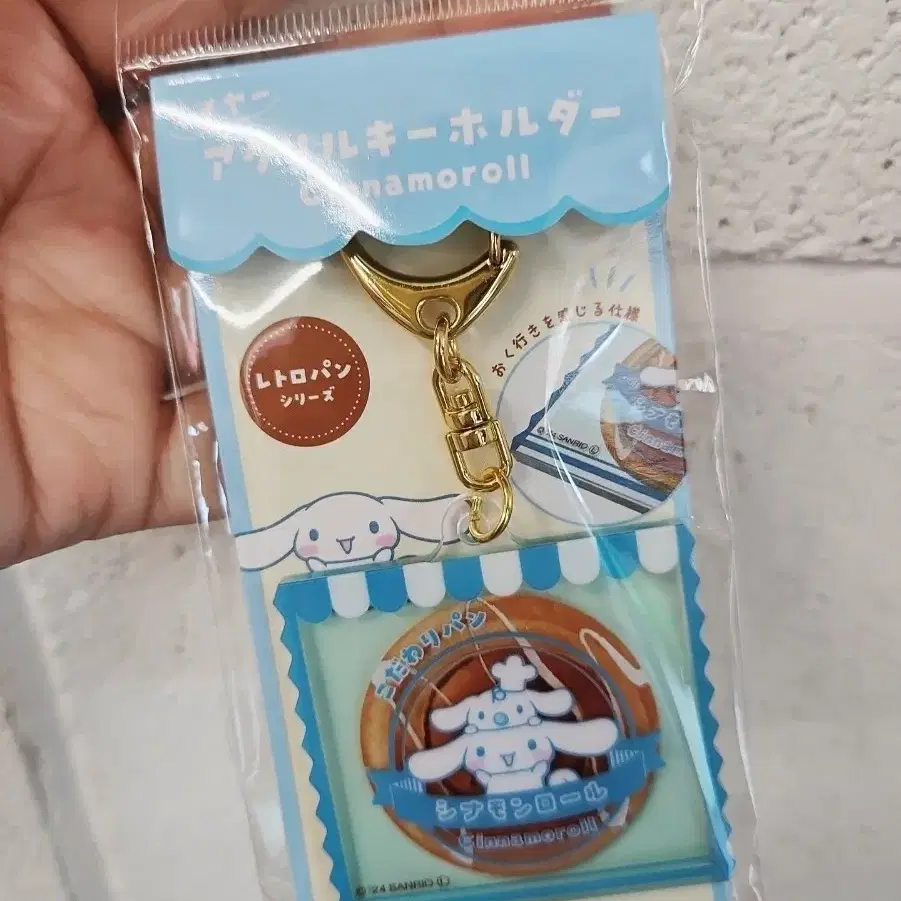 アクリルキーホルダー
Cinnamoroll
レトロパン
シリーズ
おく行きを感じる仕様
© '24 SANRIO Ⓛ
こだわりパン
シナモンロール
Cinnamoroll
© '24 SANRIO Ⓛ